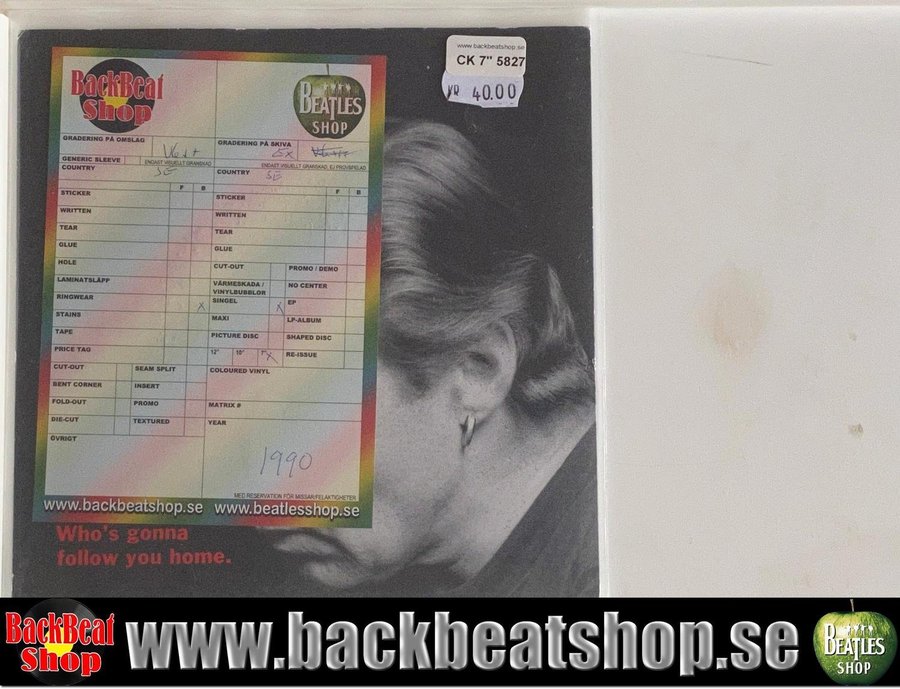 www.backbeatshop.se
CK 7" 5827
KR 40.00
BackBeat
Shop
BEATLES
SHOP
GRADERING PÅ OMSLAG
GRADERING PÅ SKIVA
EX
ENDAST VISUELLT GRANSKAD
ENDAST VISUELLT GRANSKAD, EJ PROVSPELAD
GENERIC SLEEVE
COUNTRY SE
COUNTRY SE
F B
F B
STICKER
STICKER
WRITTEN
WRITTEN
TEAR
TEAR
GLUE
GLUE
HOLE
CUT-OUT
PROMO / DEMO
LAMINATSLÄPP
VÄRMESKADA /
VINYLBUBBLOR
NO CENTER
RINGWEAR X
SINGEL X
EP
STAINS
MAXI
LP-ALBUM
TAPE
PICTURE DISC
SHAPED DISC
PRICE TAG
12" 10" 7" X
RE-ISSUE
CUT-OUT
SEAM SPLIT
COLOURED VINYL
BENT CORNER
INSERT
FOLD-OUT
PROMO
MATRIX #
DIE-CUT
TEXTURED
YEAR
ÖVRIGT
1990
MED RESERVATION FÖR MISSAR/FELAKTIGHETER
www.backbeatshop.se www.beatlesshop.se
Who's gonna
follow you home.
BackBeat
Shop
www.backbeatshop.se
BEATLES
SHOP